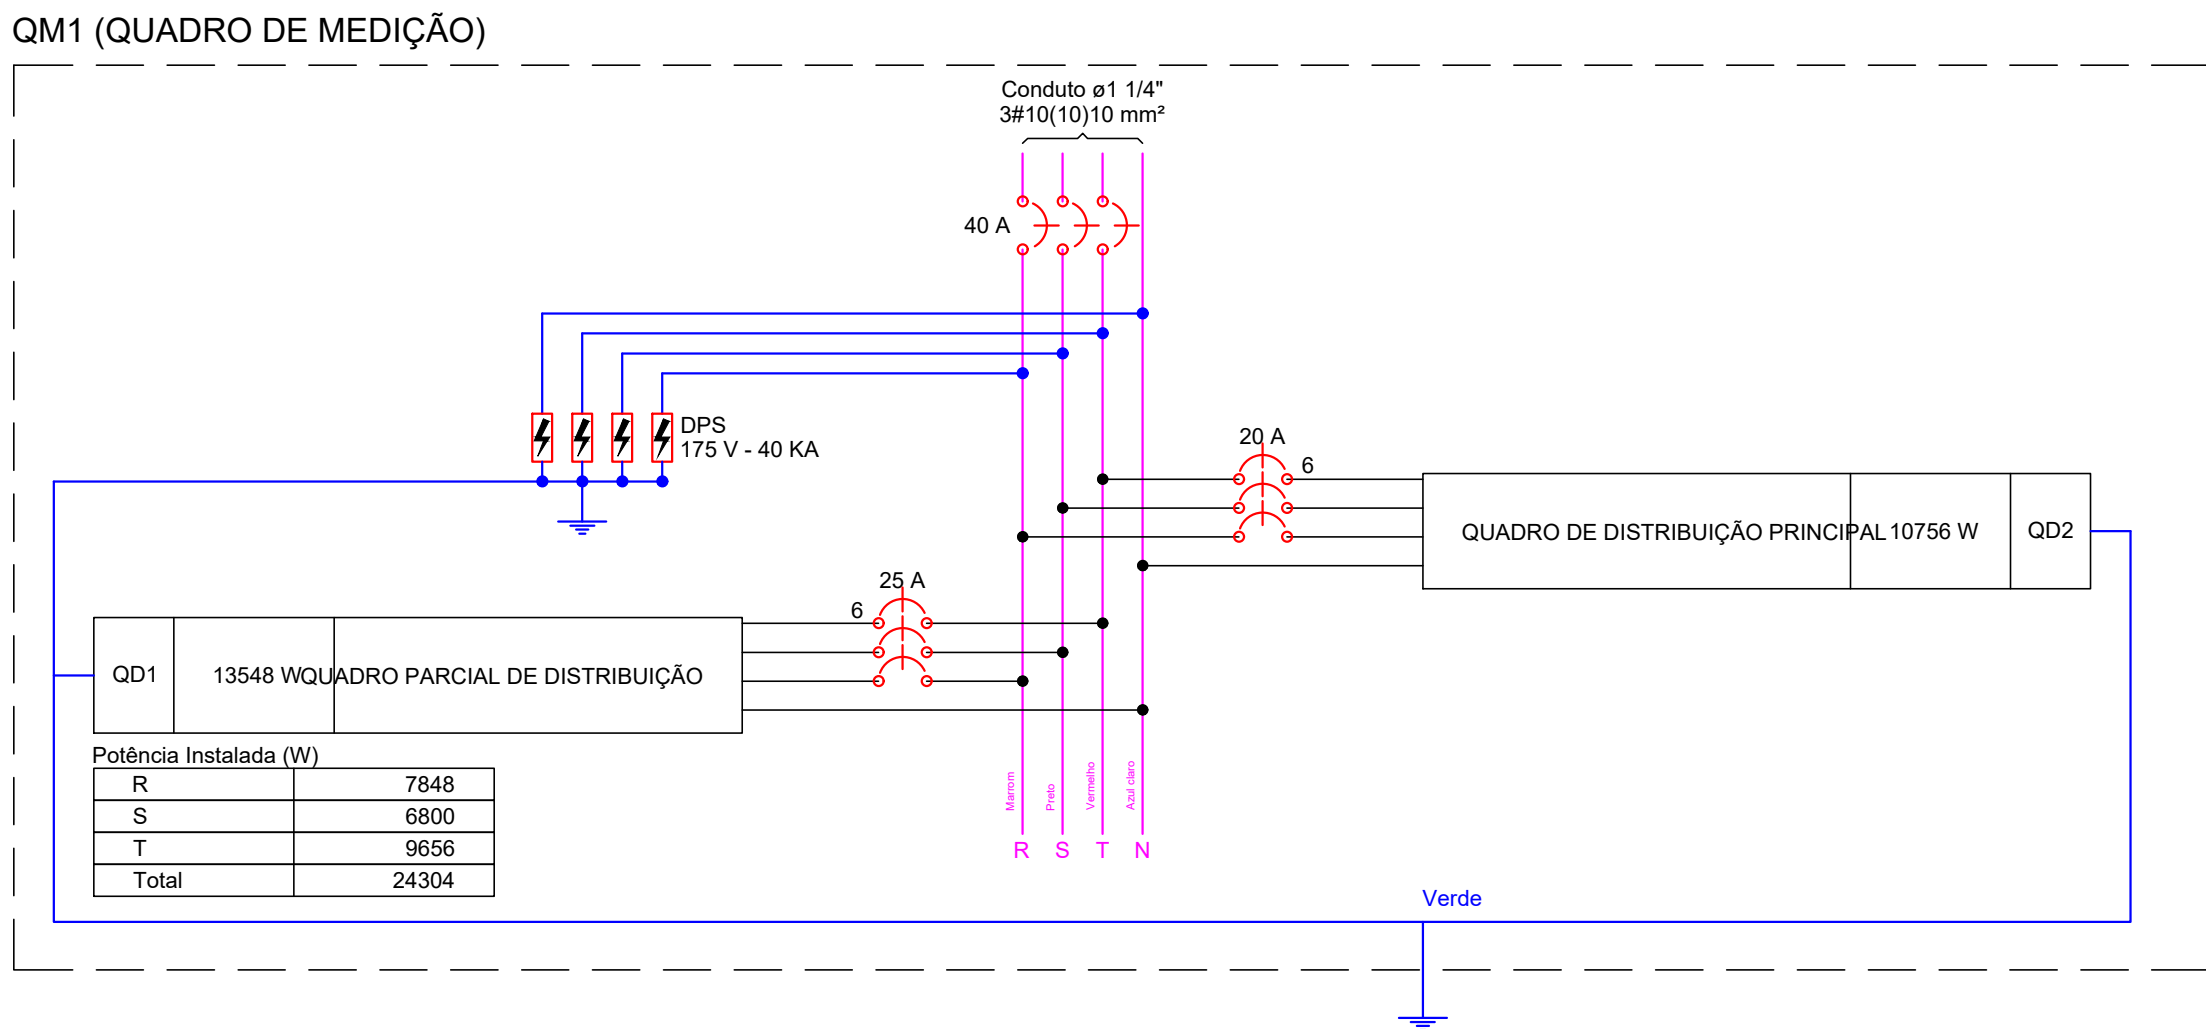 QM1 (QUADRO DE MEDIÇÃO)
Conduto ø1 1/4"
3#10(10)10 mm²
40 A
DPS
175 V - 40 KA
20 A
6
QUADRO DE DISTRIBUIÇÃO PRINCIPAL 10756 W QD2
25 A
6
QD1 13548 W QUADRO PARCIAL DE DISTRIBUIÇÃO
Potência Instalada (W)
R 7848
S 6800
T 9656
Total 24304
Marrom
Preto
Vermelho
Azul claro
R S T N
Verde